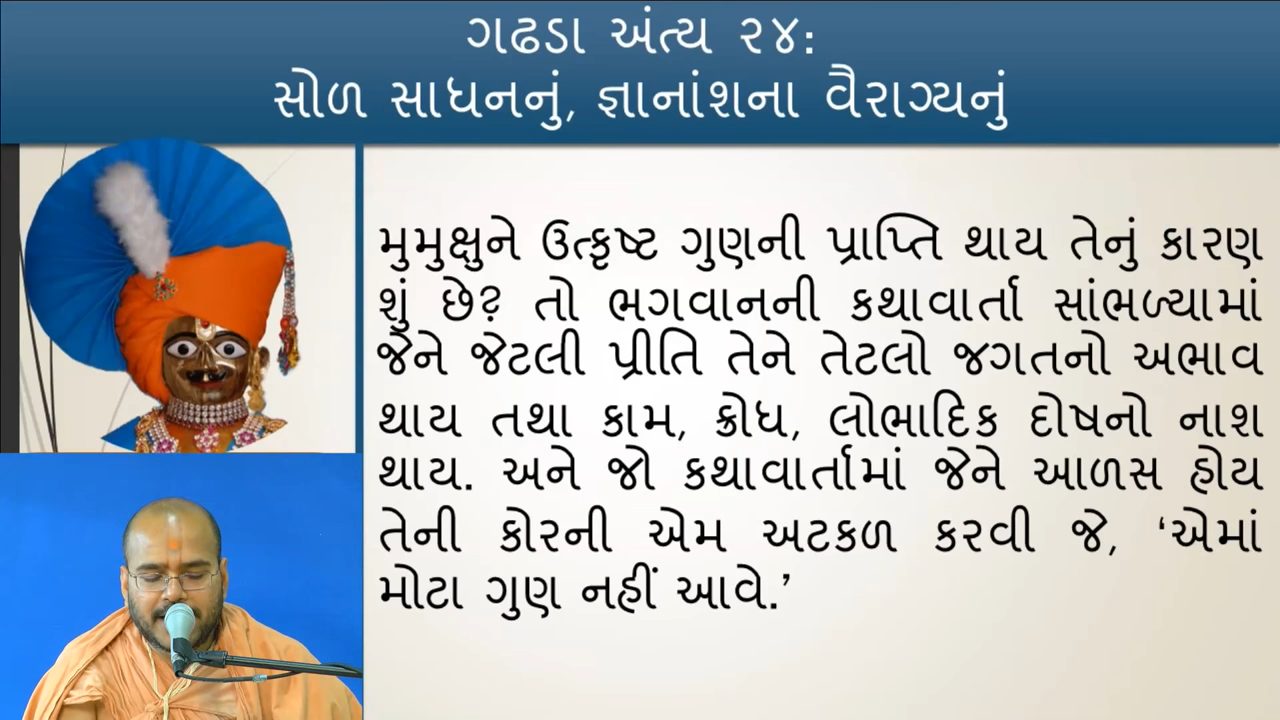 ગઢડા અંત્ય ૨૪:
સોળ સાધનનું, જ્ઞાનાંશના વૈરાગ્યનું
મુમુક્ષુને ઉત્કૃષ્ટ ગુણની પ્રાપ્તિ થાય તેનું કારણ
શું છે? તો ભગવાનની કથાવાર્તા સાંભળ્યામાં
જેને જેટલી પ્રીતિ તેને તેટલો જગતનો અભાવ
થાય તથા કામ, ક્રોધ, લોભાદિક દોષનો નાશ
થાય. અને જો કથાવાર્તામાં જેને આળસ હોય
તેની કોરની એમ અટકળ કરવી જે, ‘એમાં
મોટા ગુણ નહીં આવે.’